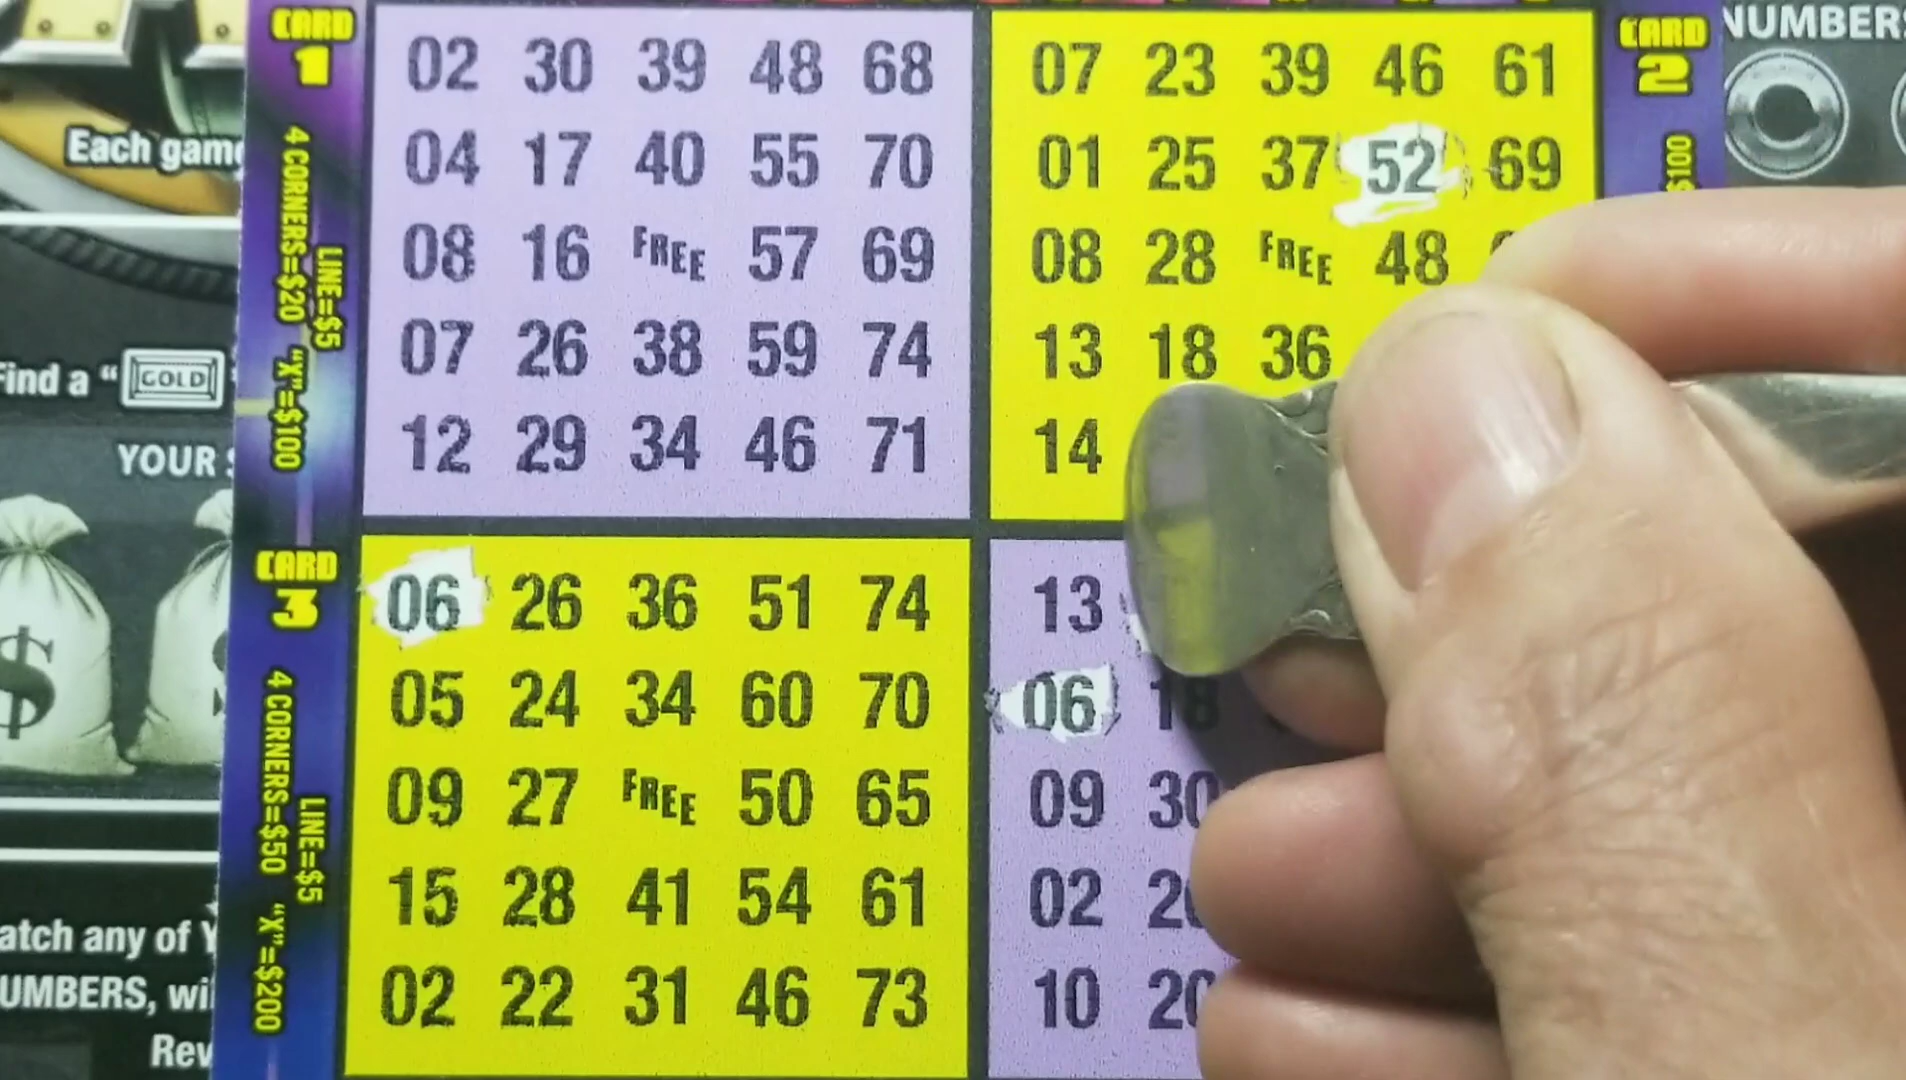 CARD 1
4 CORNERS=$20 "X"=$100
LINE=$5
02 30 39 48 68
04 17 40 55 70
08 16 FREE 57 69
07 26 38 59 74
12 29 34 46 71
CARD 2
07 23 39 46 61
01 25 37 52 69
08 28 FREE 48
13 18 36
14
CARD 3
4 CORNERS=$50 "X"=$200
LINE=$5
06 26 36 51 74
05 24 34 60 70
09 27 FREE 50 65
15 28 41 54 61
02 22 31 46 73
13
06 18
09 30
02
10 20
NUMBERS
Each game
Find a "GOLD"
YOUR
$
atch any of
UMBERS,